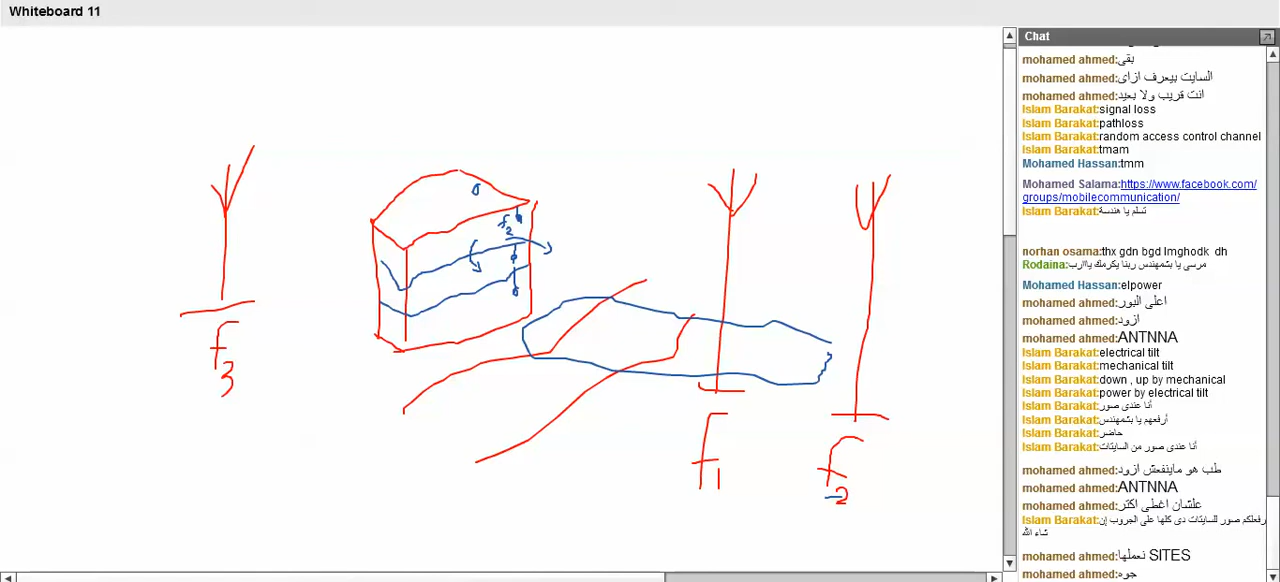 Whiteboard 11
f3
f2
f1
f2
Chat
mohamed ahmed: بقى
mohamed ahmed: السايت بيعرف ازاى
mohamed ahmed: انت قريب ولا بعيد
Islam Barakat: signal loss
Islam Barakat: pathloss
Islam Barakat: random access control channel
Islam Barakat: tmam
Mohamed Hassan: tmm
Mohamed Salama: https://www.facebook.com/
groups/mobilecommunication/
Islam Barakat: تسلم يا هندسة
norhan osama: thx gdn bgd lmghodk dh
Rodaina: مرسى يا بشمهندس ربنا يكرمك يااارب
Mohamed Hassan: elpower
mohamed ahmed: اعلى البور
mohamed ahmed: ازود
mohamed ahmed: ANTNNA
Islam Barakat: electrical tilt
Islam Barakat: mechanical tilt
Islam Barakat: down , up by mechanical
Islam Barakat: power by electrical tilt
Islam Barakat: أنا عندى صور
Islam Barakat: أرفعهم يا بشمهندس
Islam Barakat: حاضر
Islam Barakat: أنا عندى صور من السايتات
mohamed ahmed: طب هو ماينفعش ازود
mohamed ahmed: ANTNNA
mohamed ahmed: علشان اغطى اكتر
Islam Barakat: رفعلكم صور للسايتات دى كلها على الجروب إن
شاء الله
mohamed ahmed: نعملها SITES
mohamed ahmed: جوه